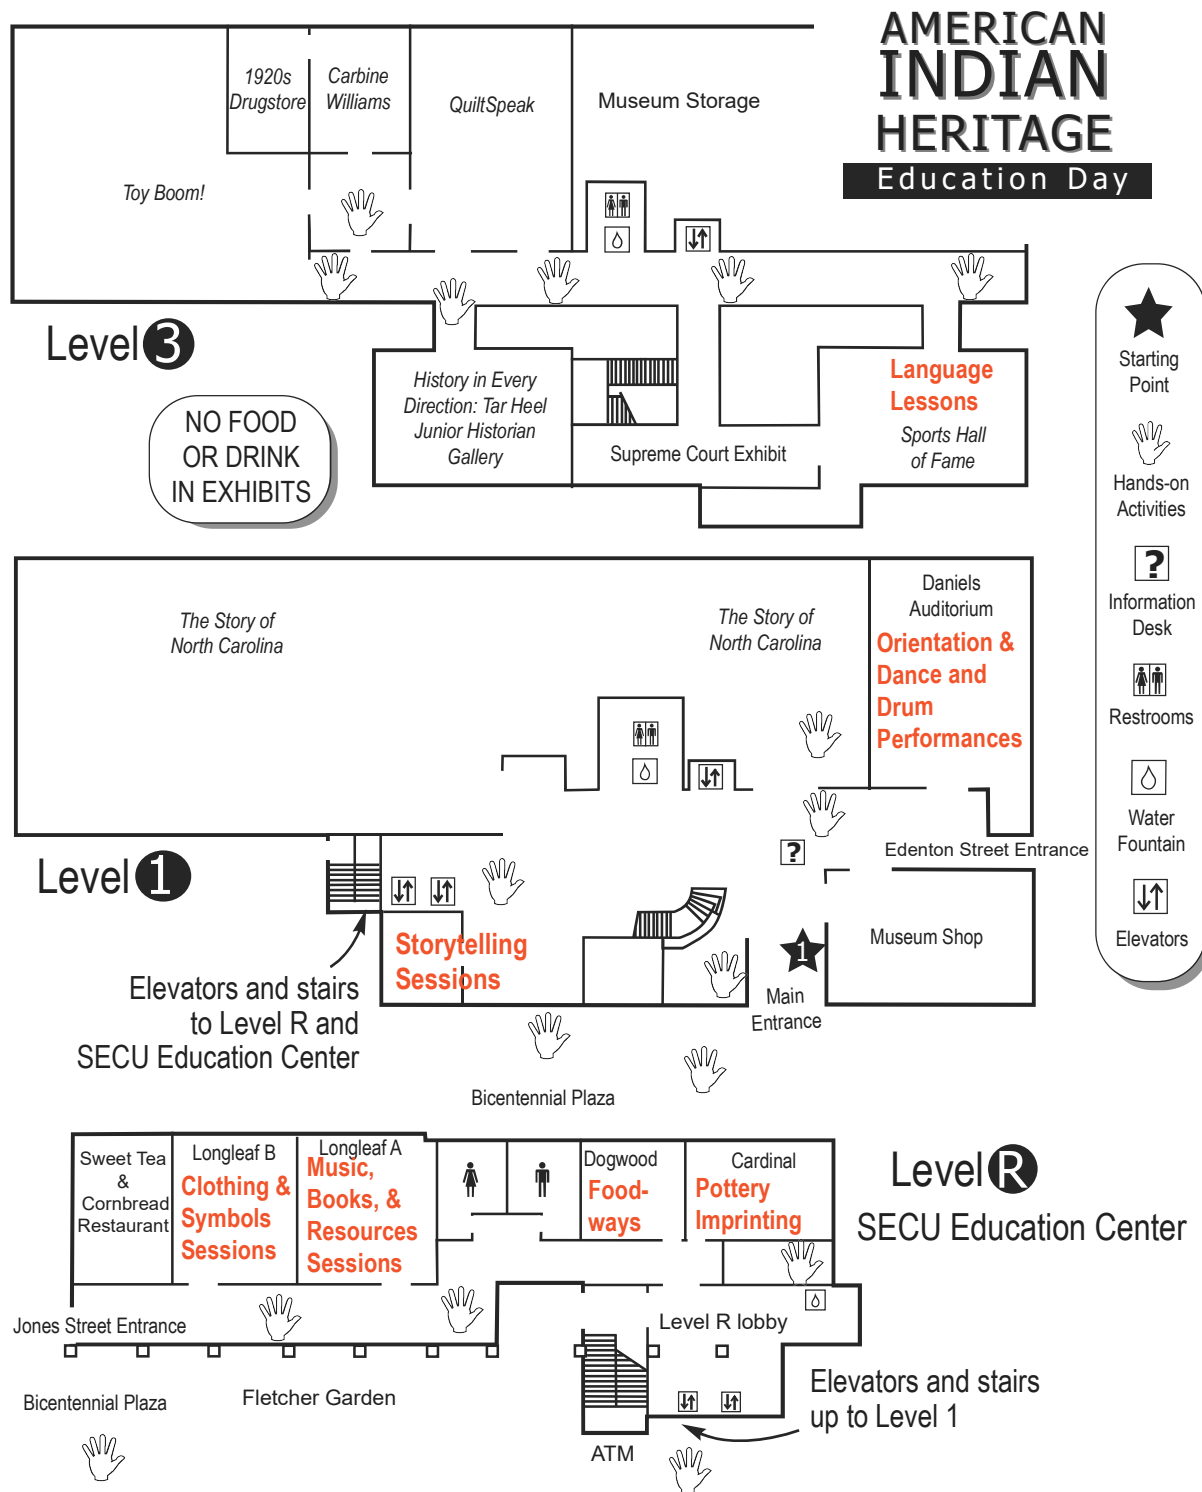 AMERICAN
INDIAN
HERITAGE
Education Day
1920s
Drugstore
Carbine
Williams
QuiltSpeak
Museum Storage
Toy Boom!
Level 3
NO FOOD
OR DRINK
IN EXHIBITS
History in Every
Direction: Tar Heel
Junior Historian
Gallery
Supreme Court Exhibit
Language
Lessons
Sports Hall
of Fame
Starting
Point
Hands-on
Activities
?
Information
Desk
Restrooms
Water
Fountain
Elevators
The Story of
North Carolina
The Story of
North Carolina
Daniels
Auditorium
Orientation &
Dance and
Drum
Performances
Level 1
?
Edenton Street Entrance
Storytelling
Sessions
1
Main
Entrance
Museum Shop
Elevators and stairs
to Level R and
SECU Education Center
Bicentennial Plaza
Sweet Tea
&
Cornbread
Restaurant
Longleaf B
Clothing &
Symbols
Sessions
Longleaf A
Music,
Books, &
Resources
Sessions
Dogwood
Food-
ways
Cardinal
Pottery
Imprinting
Level R
SECU Education Center
Jones Street Entrance
Level R lobby
Bicentennial Plaza
Fletcher Garden
ATM
Elevators and stairs
up to Level 1